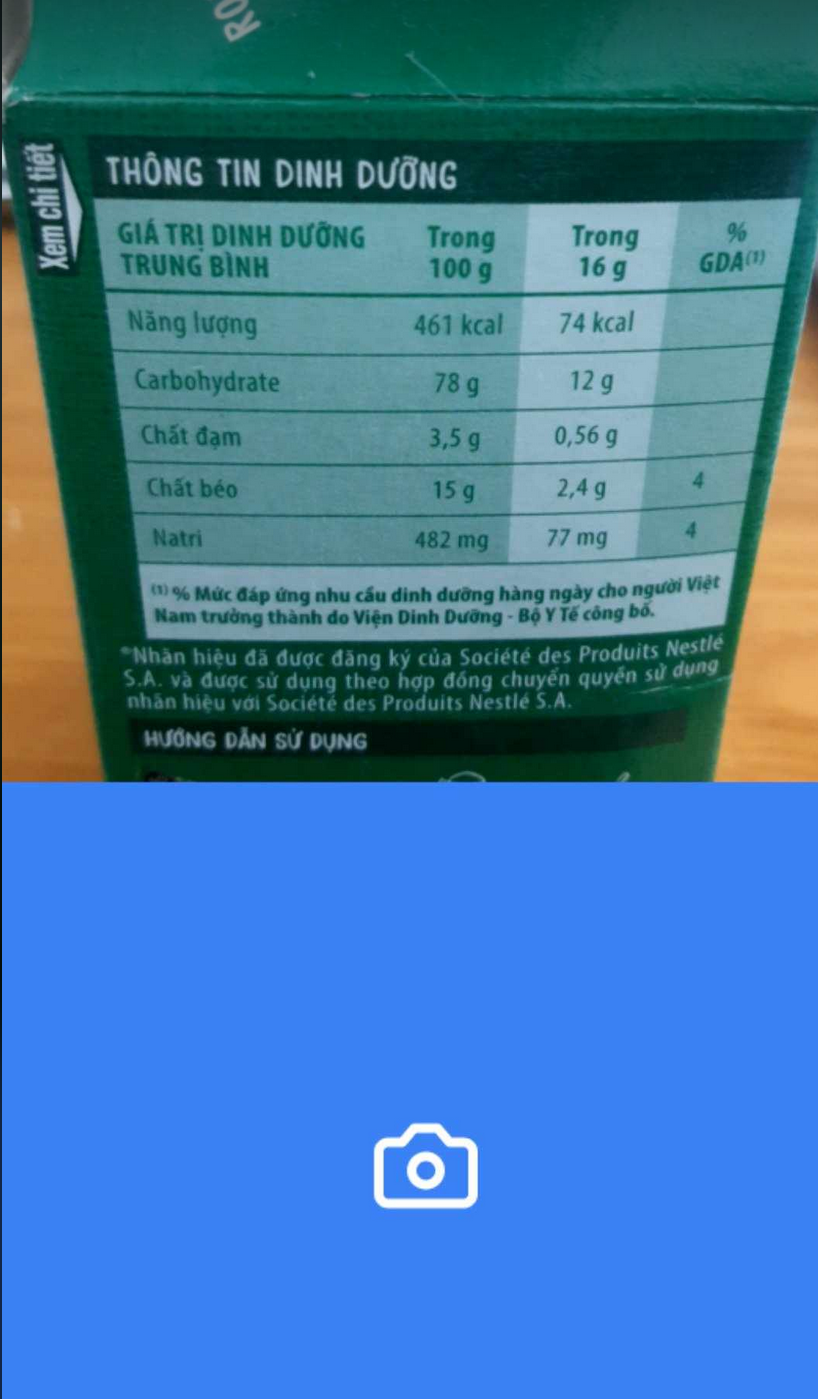 RO
Xem chi tiết
THÔNG TIN DINH DƯỠNG
GIÁ TRỊ DINH DƯỠNG TRUNG BÌNH Trong 100 g Trong 16 g % GDA(1)
Năng lượng 461 kcal 74 kcal
Carbohydrate 78 g 12 g
Chất đạm 3,5 g 0,56 g
Chất béo 15 g 2,4 g 4
Natri 482 mg 77 mg 4
(1) % Mức đáp ứng nhu cầu dinh dưỡng hàng ngày cho người Việt
Nam trưởng thành do Viện Dinh Dưỡng - Bộ Y Tế công bố.
®Nhãn hiệu đã được đăng ký của Société des Produits Nestlé
S.A. và được sử dụng theo hợp đồng chuyển quyền sử dụng
nhãn hiệu với Société des Produits Nestlé S.A.
HƯỚNG DẪN SỬ DỤNG